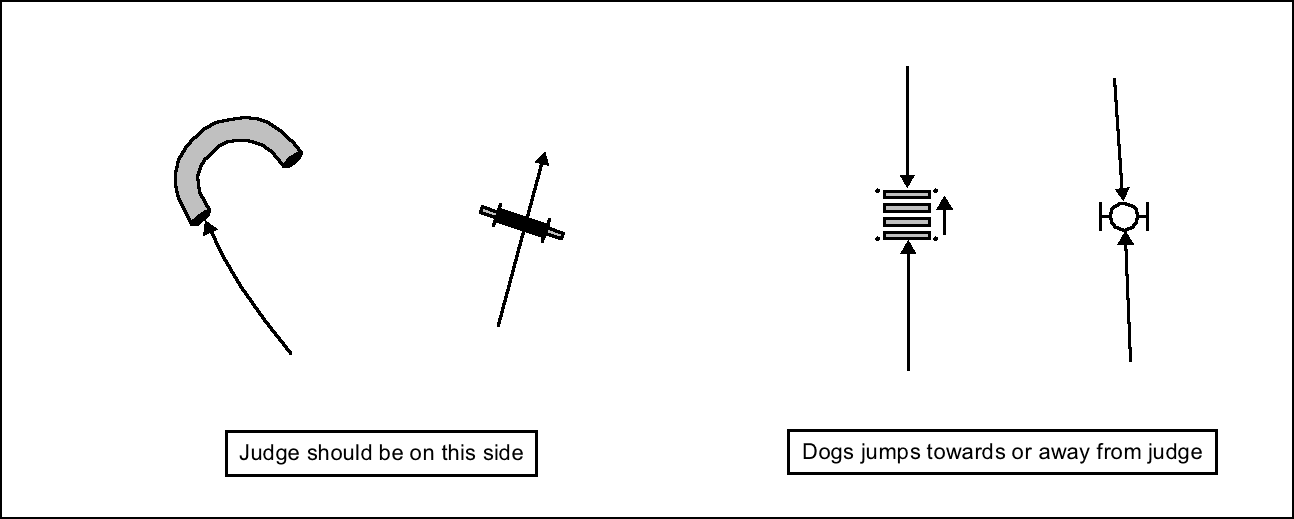 Judge should be on this side
Dogs jumps towards or away from judge